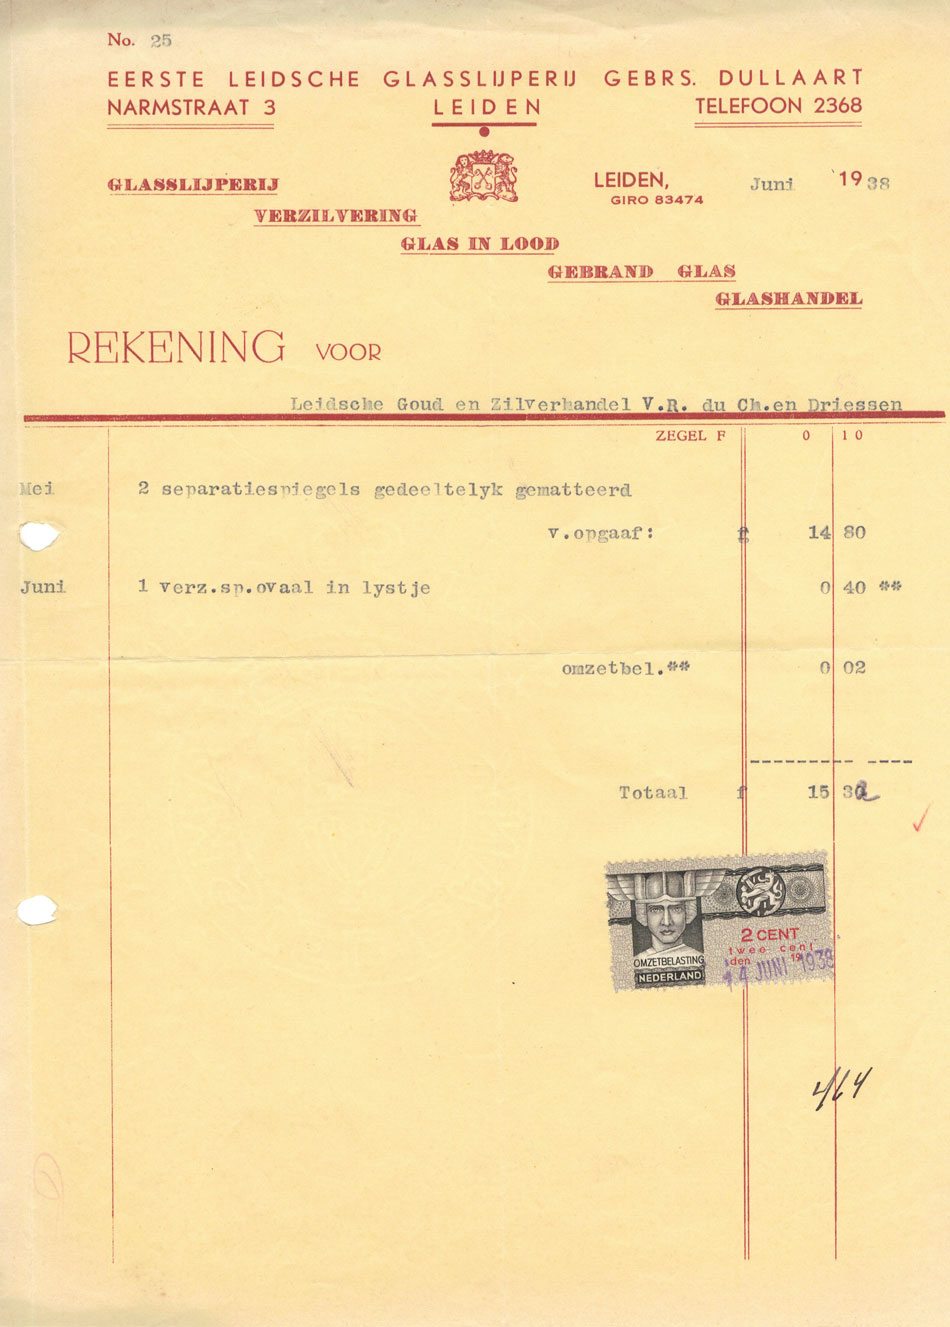 No. 25
EERSTE LEIDSCHE GLASSLIJPERIJ GEBRS. DULLAART
NARMSTRAAT 3 LEIDEN TELEFOON 2368
GLASSLIJPERIJ
VERZILVERING
GLAS IN LOOD
GEBRAND GLAS
GLASHANDEL
LEIDEN, Juni 1938
GIRO 83474
REKENING VOOR
Leidsche Goud en Zilverhandel V.R. du Ch.en Driessen
ZEGEL F 0 10
Mei 2 separatiespiegels gedeeltelyk gematteerd
v.opgaaf: f 14 80
Juni 1 verz.sp.ovaal in lystje 0 40 **
omzetbel.** 0 02
Totaal f 15 32
2 CENT
twee cent
den 19
14 JUNI 1938
OMZETBELASTING
NEDERLAND